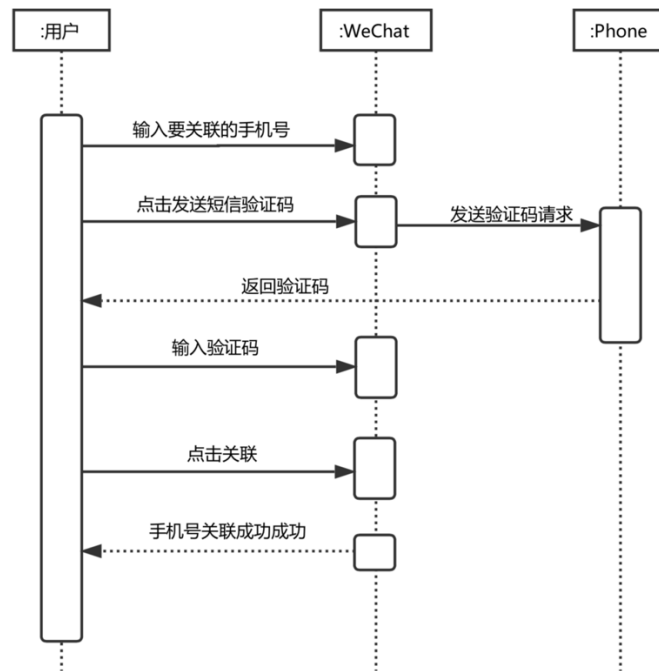 :用户
:WeChat
:Phone
输入要关联的手机号
点击发送短信验证码
发送验证码请求
返回验证码
输入验证码
点击关联
手机号关联成功成功